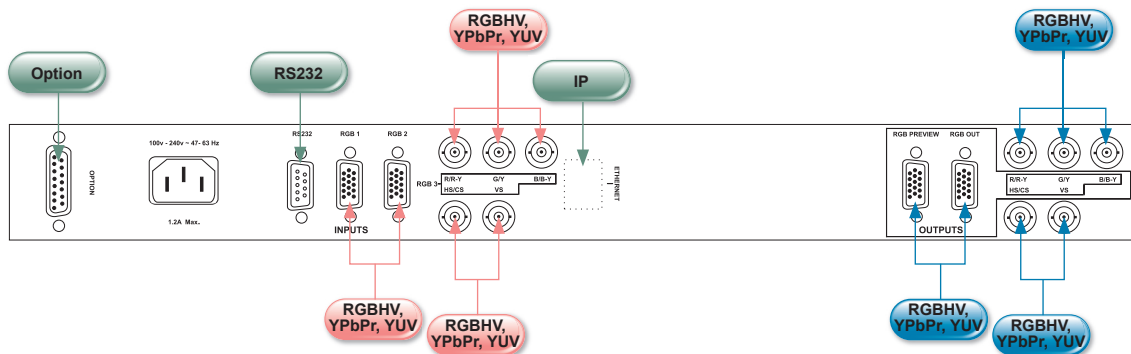 RGBHV,
YPbPr, YUV
RGBHV,
YPbPr, YUV
Option
RS232
IP
100v - 240v ~ 47- 63 Hz
1.2A Max.
OPTION
RS232
RGB 1
RGB 2
RGB 3
R/R-Y G/Y B/B-Y
HS/CS VS
INPUTS
ETHERNET
RGB PREVIEW
RGB OUT
OUTPUTS
R/R-Y G/Y B/B-Y
HS/CS VS
RGBHV,
YPbPr, YUV
RGBHV,
YPbPr, YUV
RGBHV,
YPbPr, YUV
RGBHV,
YPbPr, YUV